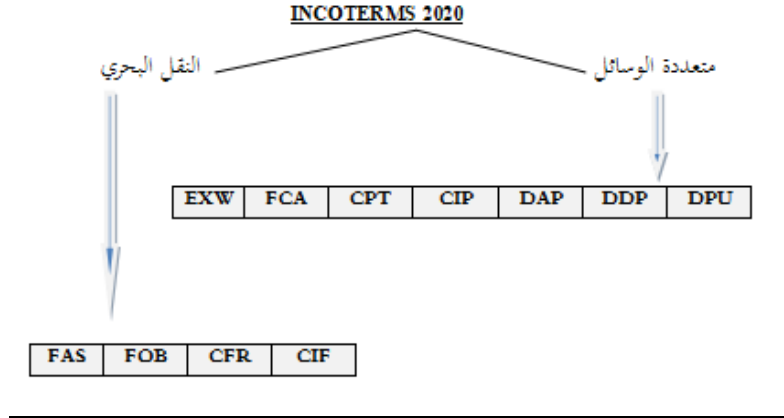 INCOTERMS 2020
متعددة الوسائل
النقل البحري
EXW FCA CPT CIP DAP DDP DPU
FAS FOB CFR CIF